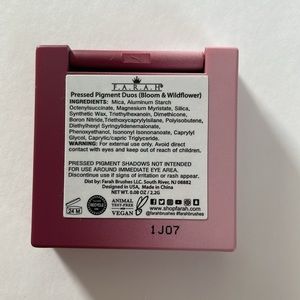 F.A.R.A.H
Pressed Pigment Duos (Bloom & Wildflower)
INGREDIENTS: Mica, Aluminum Starch
Octenylsuccinate, Magnesium Myristate, Silica,
Synthetic Wax, Triethylhexanoin, Dimethicone,
Boron Nitride, Triethoxycaprylylsilane, Polyisobutene,
Diethylhexyl Syringylidenemalonate,
Phenoxyethanol, Isononyl Isononanoate, Caprylyl
Glycol, Caprylic/capric Triglyceride.
WARNING: For external use only. Avoid direct
contact with eyes and keep out of reach of children.
PRESSED PIGMENT SHADOWS NOT INTENDED
FOR USE AROUND IMMEDIATE EYE AREA.
Discontinue use if signs of irritation or rash appear.
Dist by: Farah Brushes LLC. South River, NJ 08882
Designed in USA, Made in China
NET WT: 0.08 OZ / 2.2G
24 M
ANIMAL
TEST-FREE
VEGAN
www.shopfarah.com
@farahbrushes #farahbrushes
1J07